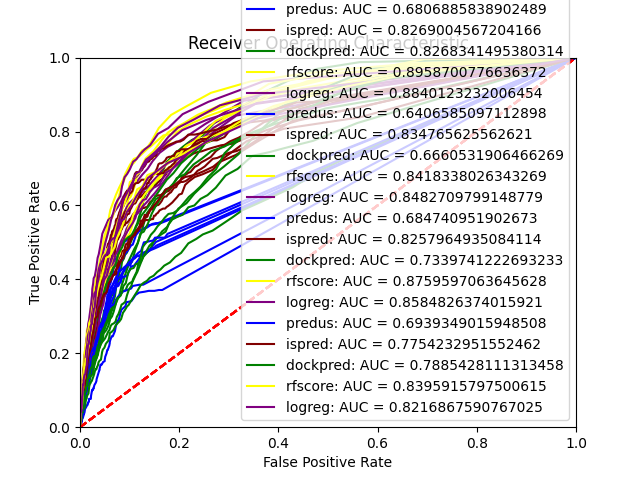 predus: AUC = 0.6806885838902489
ispred: AUC = 0.8269004567204166
Receiver Operating Characteristic
dockpred: AUC = 0.8268341495380314
rfscore: AUC = 0.8958700776636372
logreg: AUC = 0.8840123232006454
predus: AUC = 0.6406585097112898
ispred: AUC = 0.834765625562621
dockpred: AUC = 0.6660531906466269
rfscore: AUC = 0.8418338026343269
logreg: AUC = 0.8482709799148779
predus: AUC = 0.684740951902673
ispred: AUC = 0.8257964935084114
dockpred: AUC = 0.7339741222693233
rfscore: AUC = 0.8759597063645628
logreg: AUC = 0.8584826374015921
predus: AUC = 0.6939349015948508
ispred: AUC = 0.7754232951552462
dockpred: AUC = 0.7885428111313458
rfscore: AUC = 0.8395915797500615
logreg: AUC = 0.8216867590767025
True Positive Rate
1.0
0.8
0.6
0.4
0.2
0.0
0.0 0.2 0.4 0.6 0.8 1.0
False Positive Rate